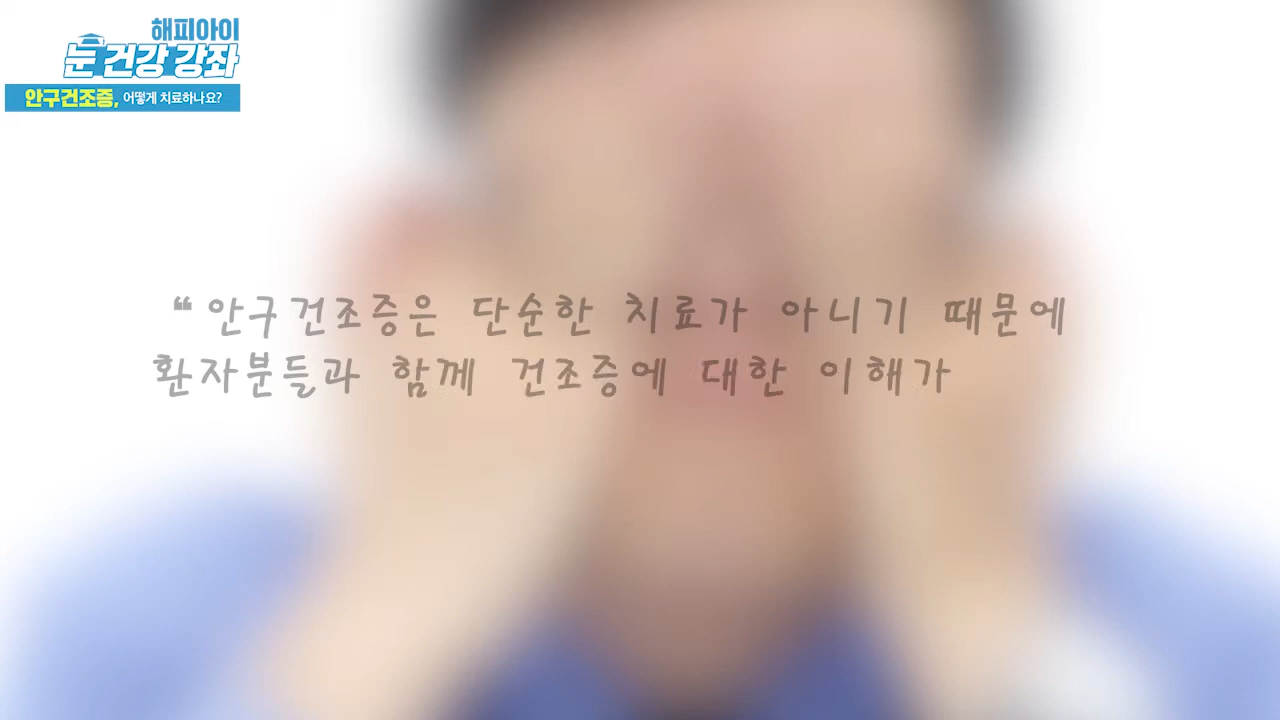 해피아이
눈 건강 강좌
안구건조증, 어떻게 치료하나요?
“ 안구건조증은 단순한 치료가 아니기 때문에
환자분들과 함께 건조증에 대한 이해가